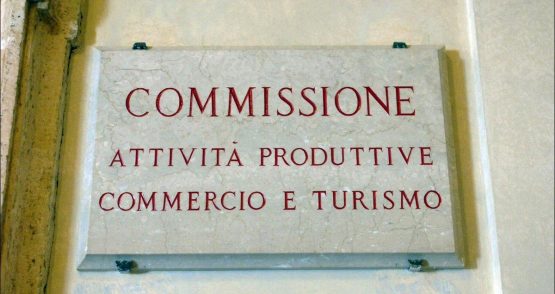 COMMISSIONE
ATTIVITÀ PRODUTTIVE
COMMERCIO E TURISMO